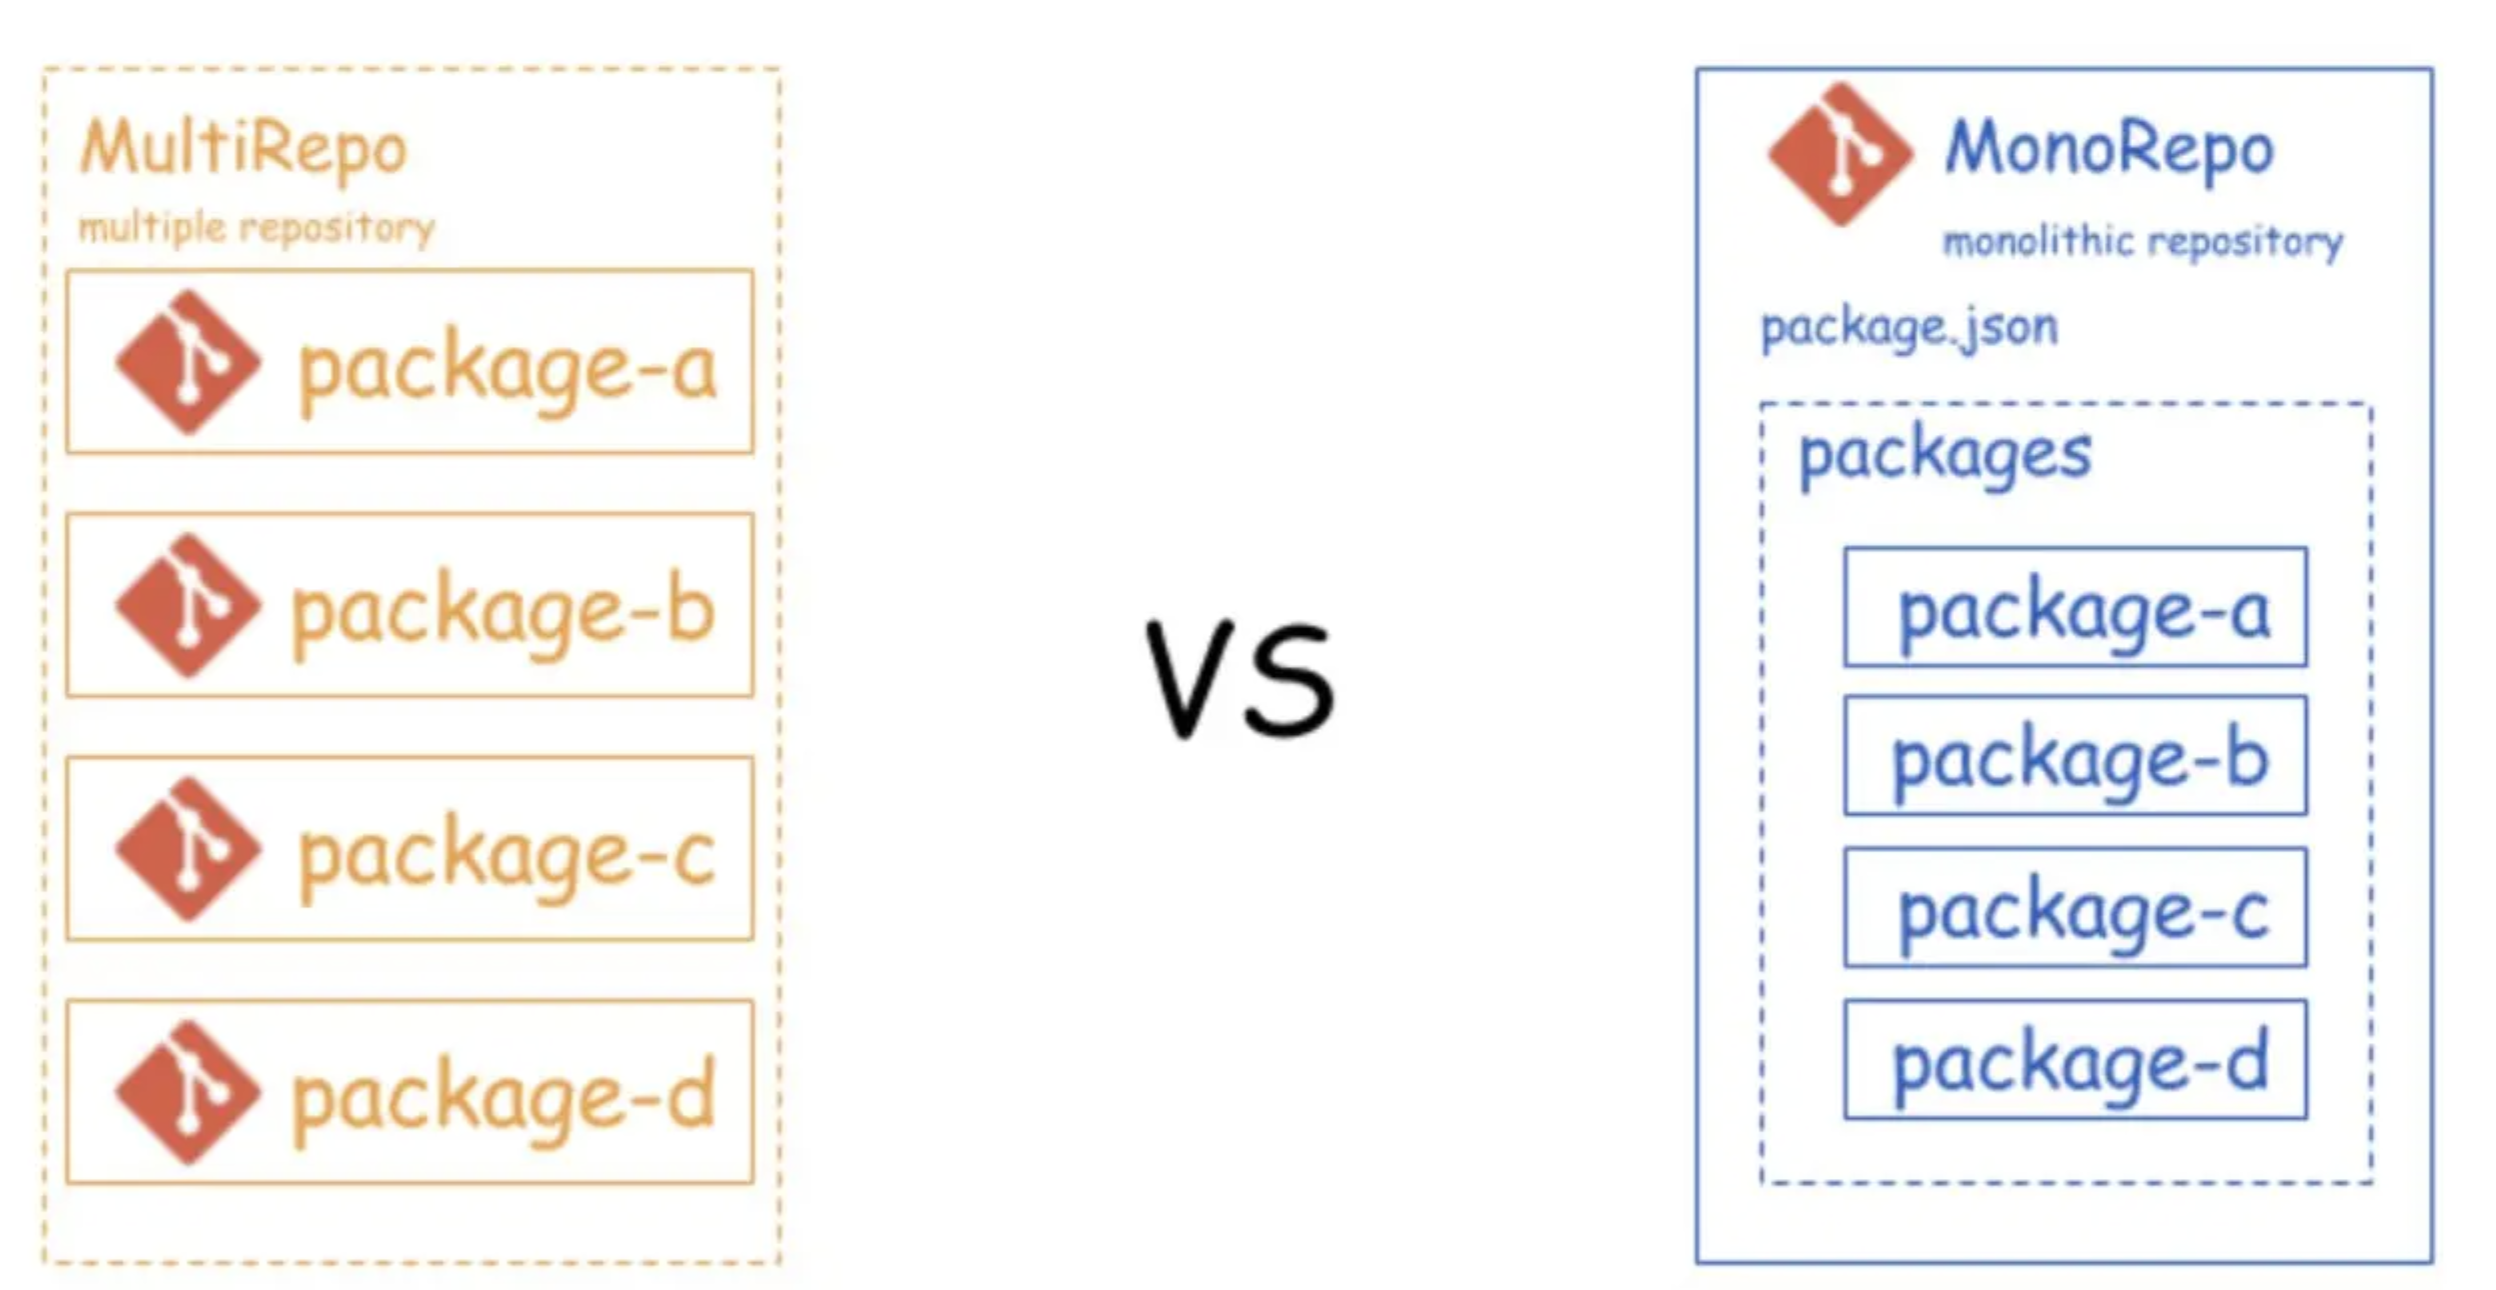 MultiRepo
multiple repository
package-a
package-b
package-c
package-d
VS
MonoRepo
monolithic repository
package.json
packages
package-a
package-b
package-c
package-d